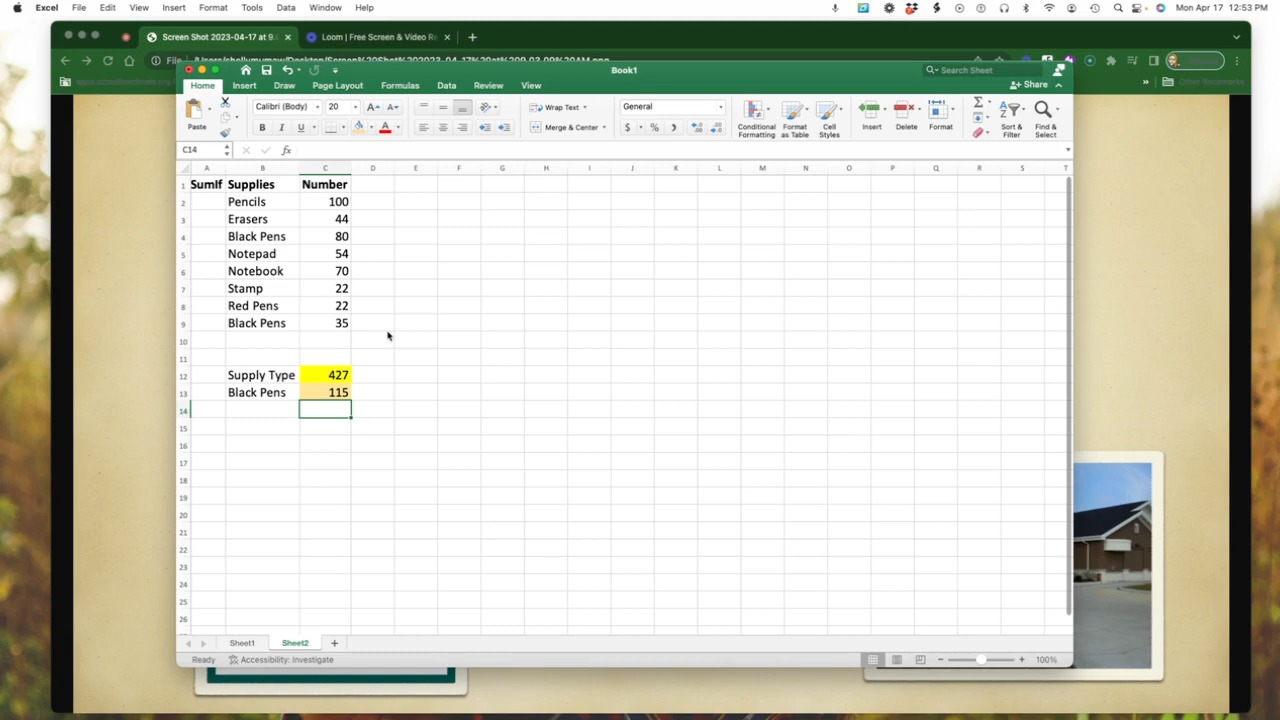 Excel File Edit View Insert Format Tools Data Window Help Mon Apr 17 12:53 PM
Screen Shot 2023-04-17 at 9. Loom | Free Screen & Video Re
File
Book1
Search Sheet
Home Insert Draw Page Layout Formulas Data Review View
Share
Paste
Calibri (Body) 20
Wrap Text
Merge & Center
General
Conditional Formatting
Format as Table
Cell Styles
Insert Delete Format
Sort & Filter
Find & Select
C14 fx
A B C D E F G H I J K L M N O P Q R S T
1 SumIf Supplies Number
2 Pencils 100
3 Erasers 44
4 Black Pens 80
5 Notepad 54
6 Notebook 70
7 Stamp 22
8 Red Pens 22
9 Black Pens 35
10
11
12 Supply Type 427
13 Black Pens 115
14
15
16
17
18
19
20
21
22
23
24
25
26
Sheet1 Sheet2 +
Ready Accessibility: Investigate 100%